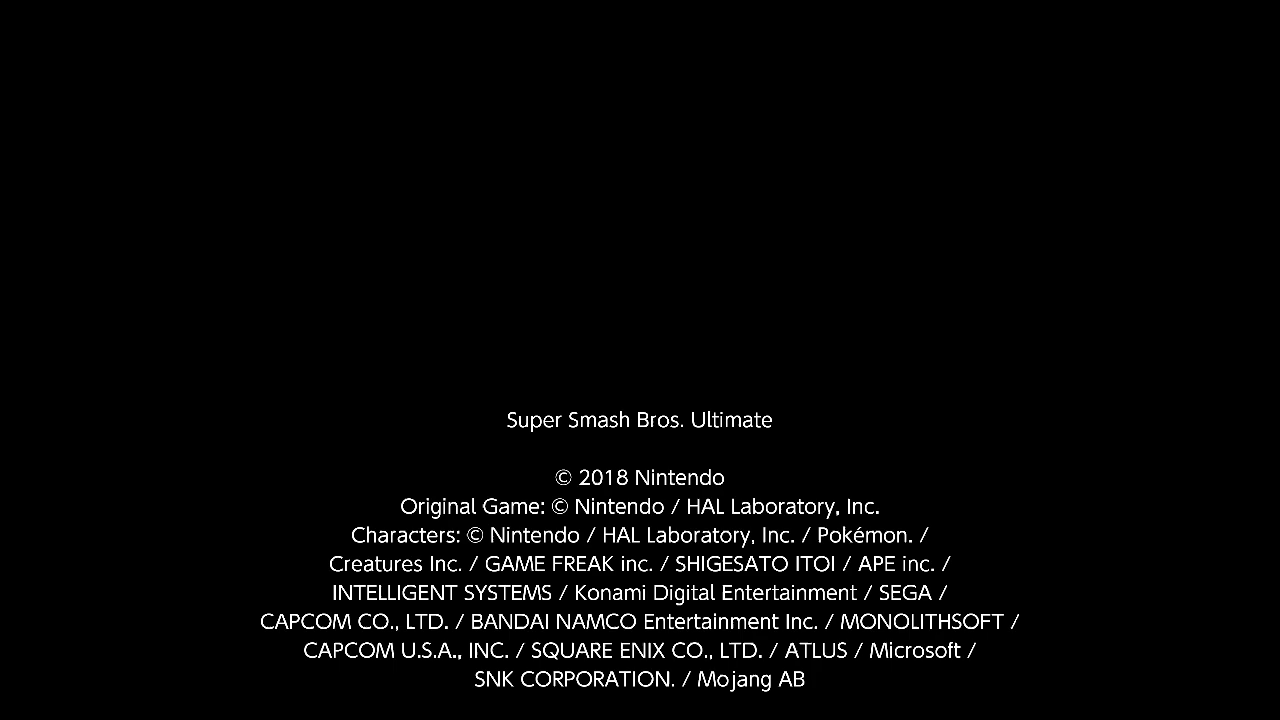 Super Smash Bros. Ultimate
© 2018 Nintendo
Original Game: © Nintendo / HAL Laboratory, Inc.
Characters: © Nintendo / HAL Laboratory, Inc. / Pokémon. /
Creatures Inc. / GAME FREAK inc. / SHIGESATO ITOI / APE inc. /
INTELLIGENT SYSTEMS / Konami Digital Entertainment / SEGA /
CAPCOM CO., LTD. / BANDAI NAMCO Entertainment Inc. / MONOLITHSOFT /
CAPCOM U.S.A., INC. / SQUARE ENIX CO., LTD. / ATLUS / Microsoft /
SNK CORPORATION. / Mojang AB